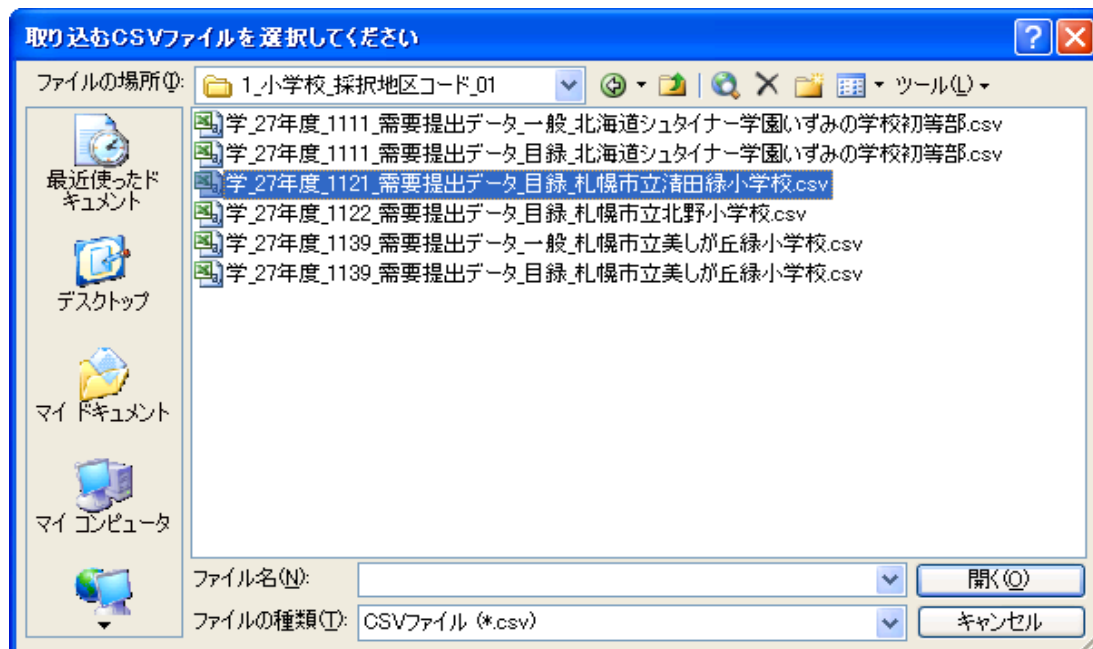 取り込むCSVファイルを選択してください
ファイルの場所(I): 1_小学校_採択地区コード_01 ツール(L)
学_27年度_1111_需要提出データ_一般_北海道シュタイナー学園いずみの学校初等部.csv
学_27年度_1111_需要提出データ_目録_北海道シュタイナー学園いずみの学校初等部.csv
学_27年度_1121_需要提出データ_目録_札幌市立清田緑小学校.csv
学_27年度_1122_需要提出データ_目録_札幌市立北野小学校.csv
学_27年度_1139_需要提出データ_一般_札幌市立美しが丘緑小学校.csv
学_27年度_1139_需要提出データ_目録_札幌市立美しが丘緑小学校.csv
最近使ったド
キュメント
デスクトップ
マイ ドキュメント
マイ コンピュータ
ファイル名(N): 開く(O)
ファイルの種類(T): CSVファイル (*.csv) キャンセル